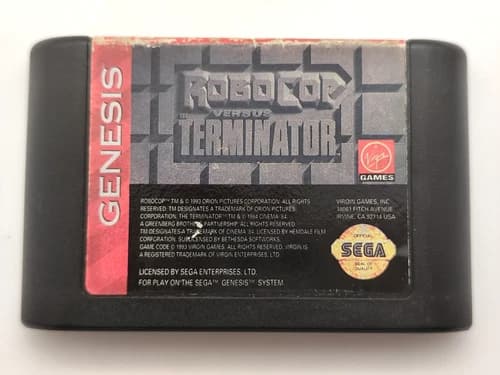 GENESIS
ROBOCOP
VERSUS
THE TERMINATOR
Virgin
GAMES
ROBOCOP™ & © 1993 ORION PICTURES CORPORATION. ALL RIGHTS
RESERVED. TM DESIGNATES A TRADEMARK OF ORION PICTURES
CORPORATION. THE TERMINATOR™ & © 1984 CINEMA '84
A GREENBERG BROTHERS PARTNERSHIP. ALL RIGHTS RESERVED.
TM DESIGNATES A TRADEMARK OF CINEMA '84. LICENSED BY HEMDALE FILM
CORPORATION. SUBLICENSED BY BETHESDA SOFTWORKS.
GAME CODE © 1993 VIRGIN GAMES, INC. ALL RIGHTS RESERVED. VIRGIN IS
A REGISTERED TRADEMARK OF VIRGIN ENTERPRISES, LTD.
LICENSED BY SEGA ENTERPRISES, LTD.
FOR PLAY ON THE SEGA™ GENESIS™ SYSTEM
VIRGIN GAMES, INC
18061 FITCH AVENUE
IRVINE, CA 92714 USA
OFFICIAL
SEGA
SEAL OF
QUALITY